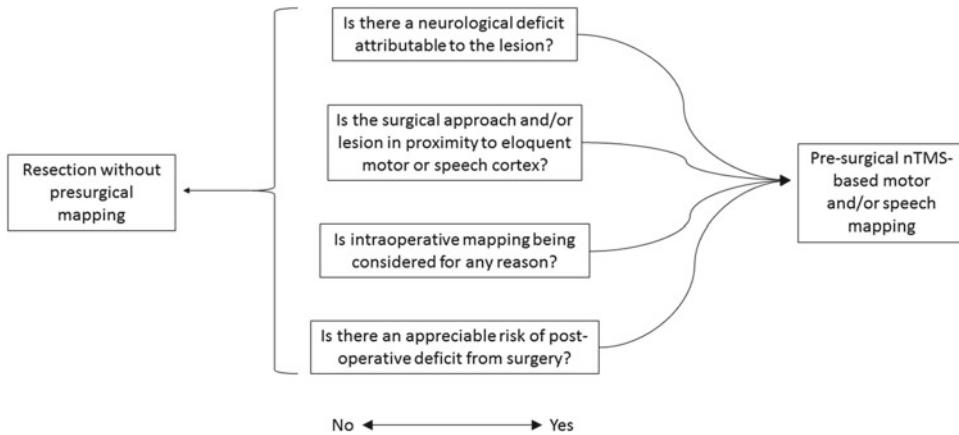 Is there a neurological deficit
attributable to the lesion?
Is the surgical approach and/or
lesion in proximity to eloquent
motor or speech cortex?
Resection without
presurgical
mapping
Pre-surgical nTMS-
based motor
and/or speech
mapping
Is intraoperative mapping being
considered for any reason?
Is there an appreciable risk of post-
operative deficit from surgery?
No
Yes